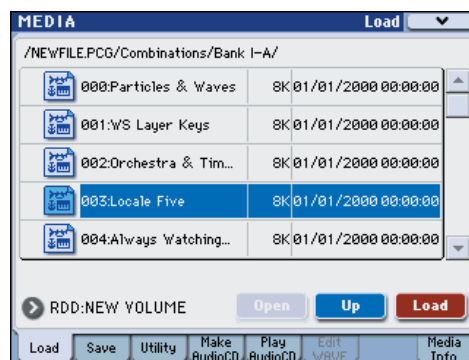 MEDIA Load
/NEWFILE.PCG/Combinations/Bank I-A/
000:Particles & Waves 8K 01/01/2000 00:00:00
001:WS Layer Keys 8K 01/01/2000 00:00:00
002:Orchestra & Tim... 8K 01/01/2000 00:00:00
003:Locale Five 8K 01/01/2000 00:00:00
004:Always Watching... 8K 01/01/2000 00:00:00
RDD:NEW VOLUME Open Up Load
Load Save Utility Make AudioCD Play AudioCD Edit WAVE Media Info